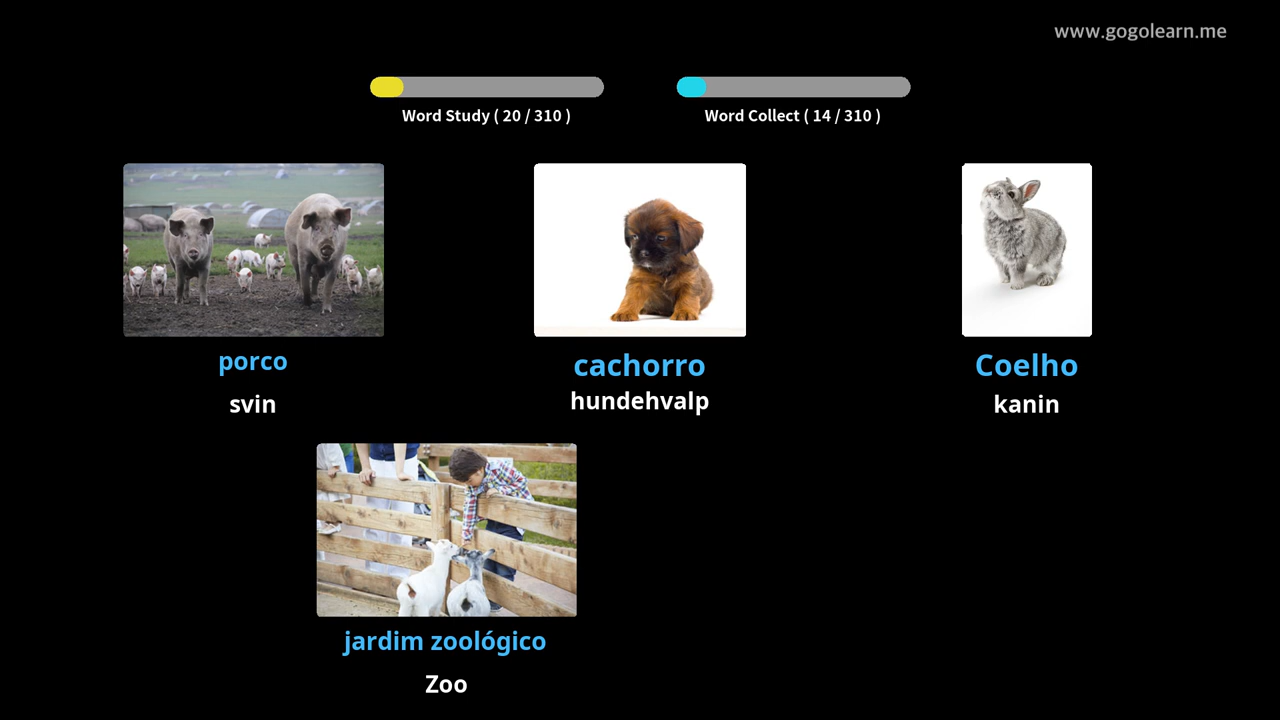 www.gogolearn.me
Word Study ( 20 / 310 )
Word Collect ( 14 / 310 )
porco
cachorro
Coelho
svin
hundehvalp
kanin
jardim zoológico
Zoo